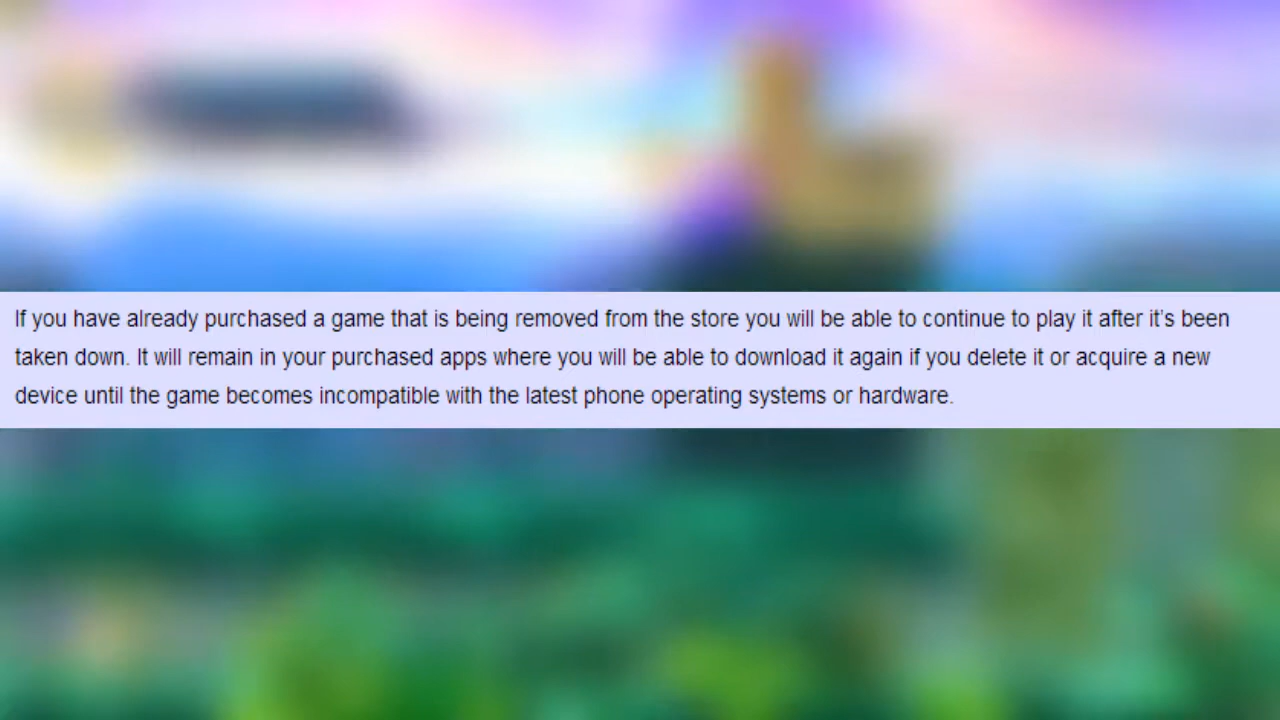 If you have already purchased a game that is being removed from the store you will be able to continue to play it after it's been
taken down. It will remain in your purchased apps where you will be able to download it again if you delete it or acquire a new
device until the game becomes incompatible with the latest phone operating systems or hardware.